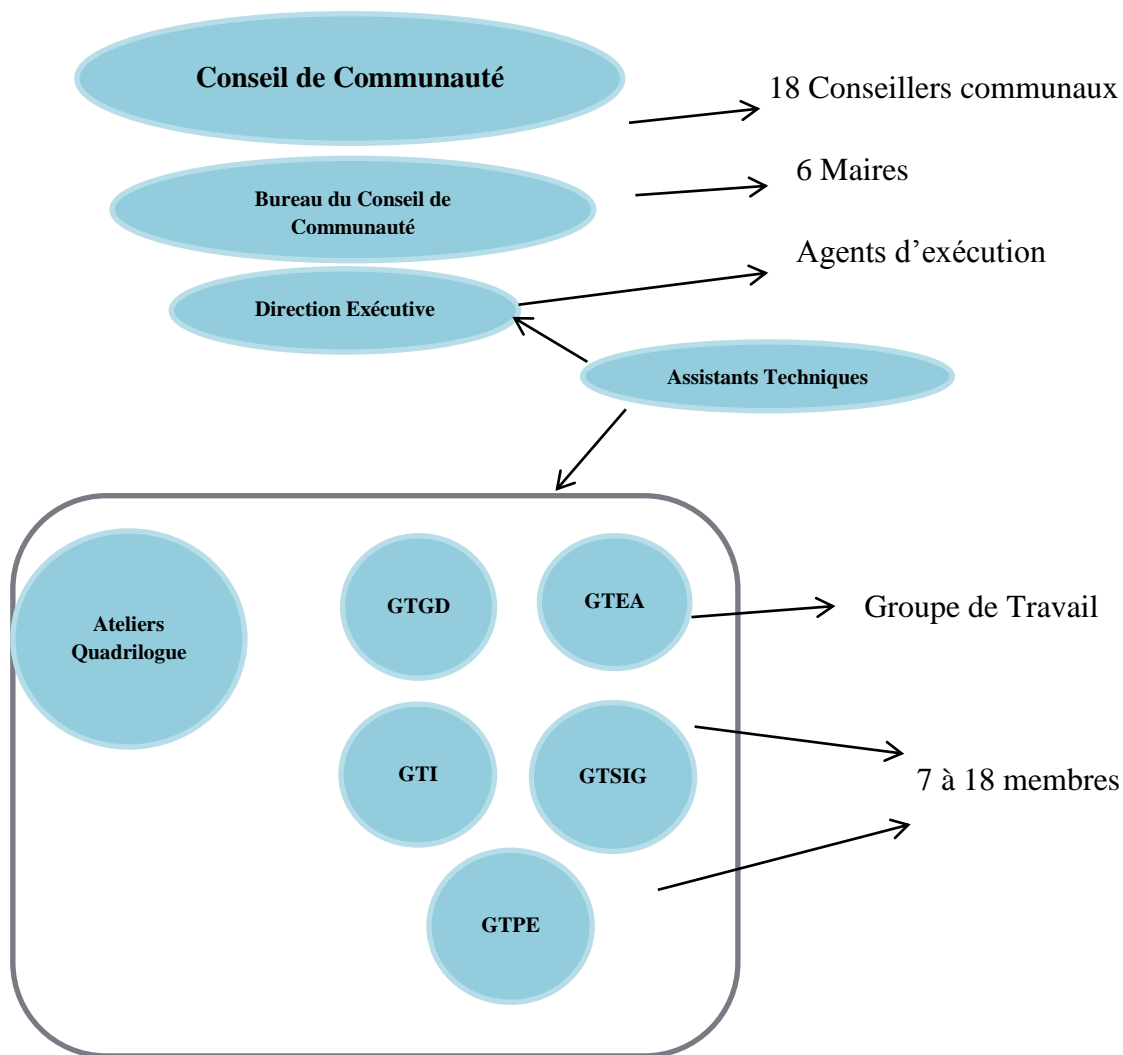 Conseil de Communauté
18 Conseillers communaux
6 Maires
Bureau du Conseil de
Communauté
Agents d’exécution
Direction Exécutive
Assistants Techniques
Ateliers
Quadrilogue
GTGD
GTEA
Groupe de Travail
GTI
GTSIG
7 à 18 membres
GTPE